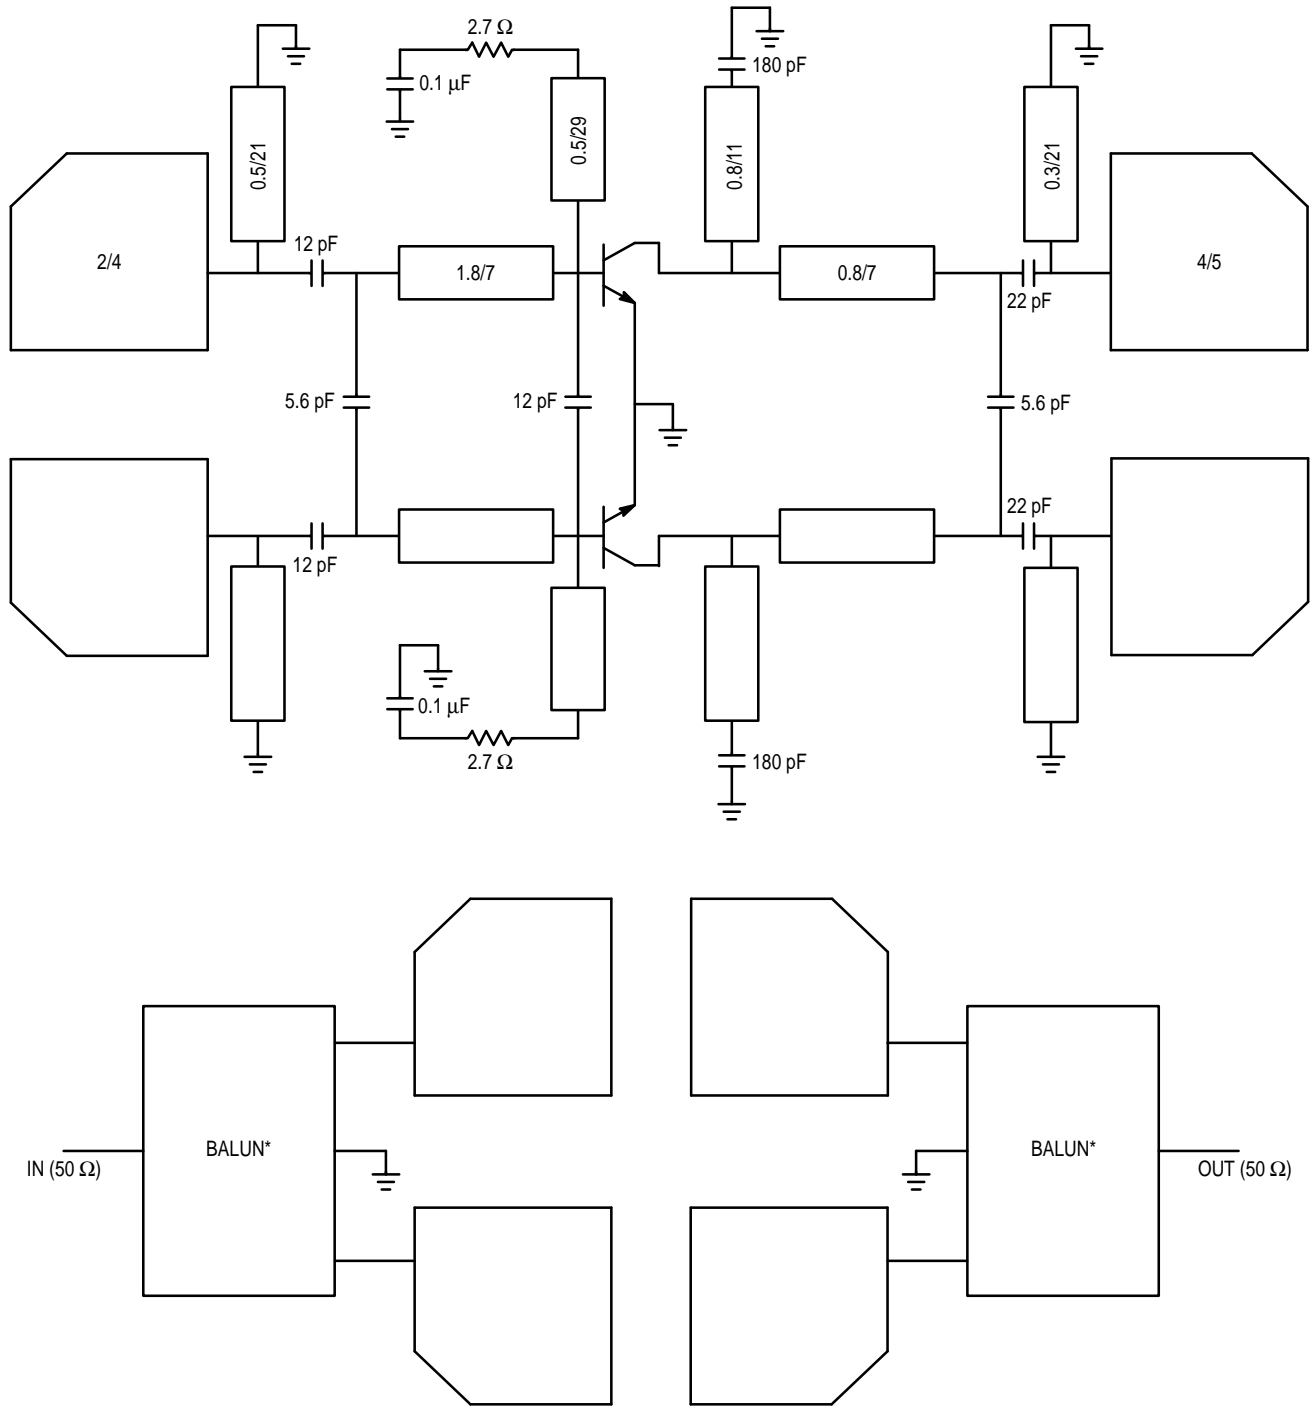 2.7 Ω
180 pF
0.1 μF
0.5/21
0.5/29
0.8/11
0.3/21
12 pF
2/4
1.8/7
0.8/7
4/5
22 pF
5.6 pF
12 pF
5.6 pF
22 pF
12 pF
0.1 μF
2.7 Ω
180 pF
BALUN*
BALUN*
IN (50 Ω)
OUT (50 Ω)